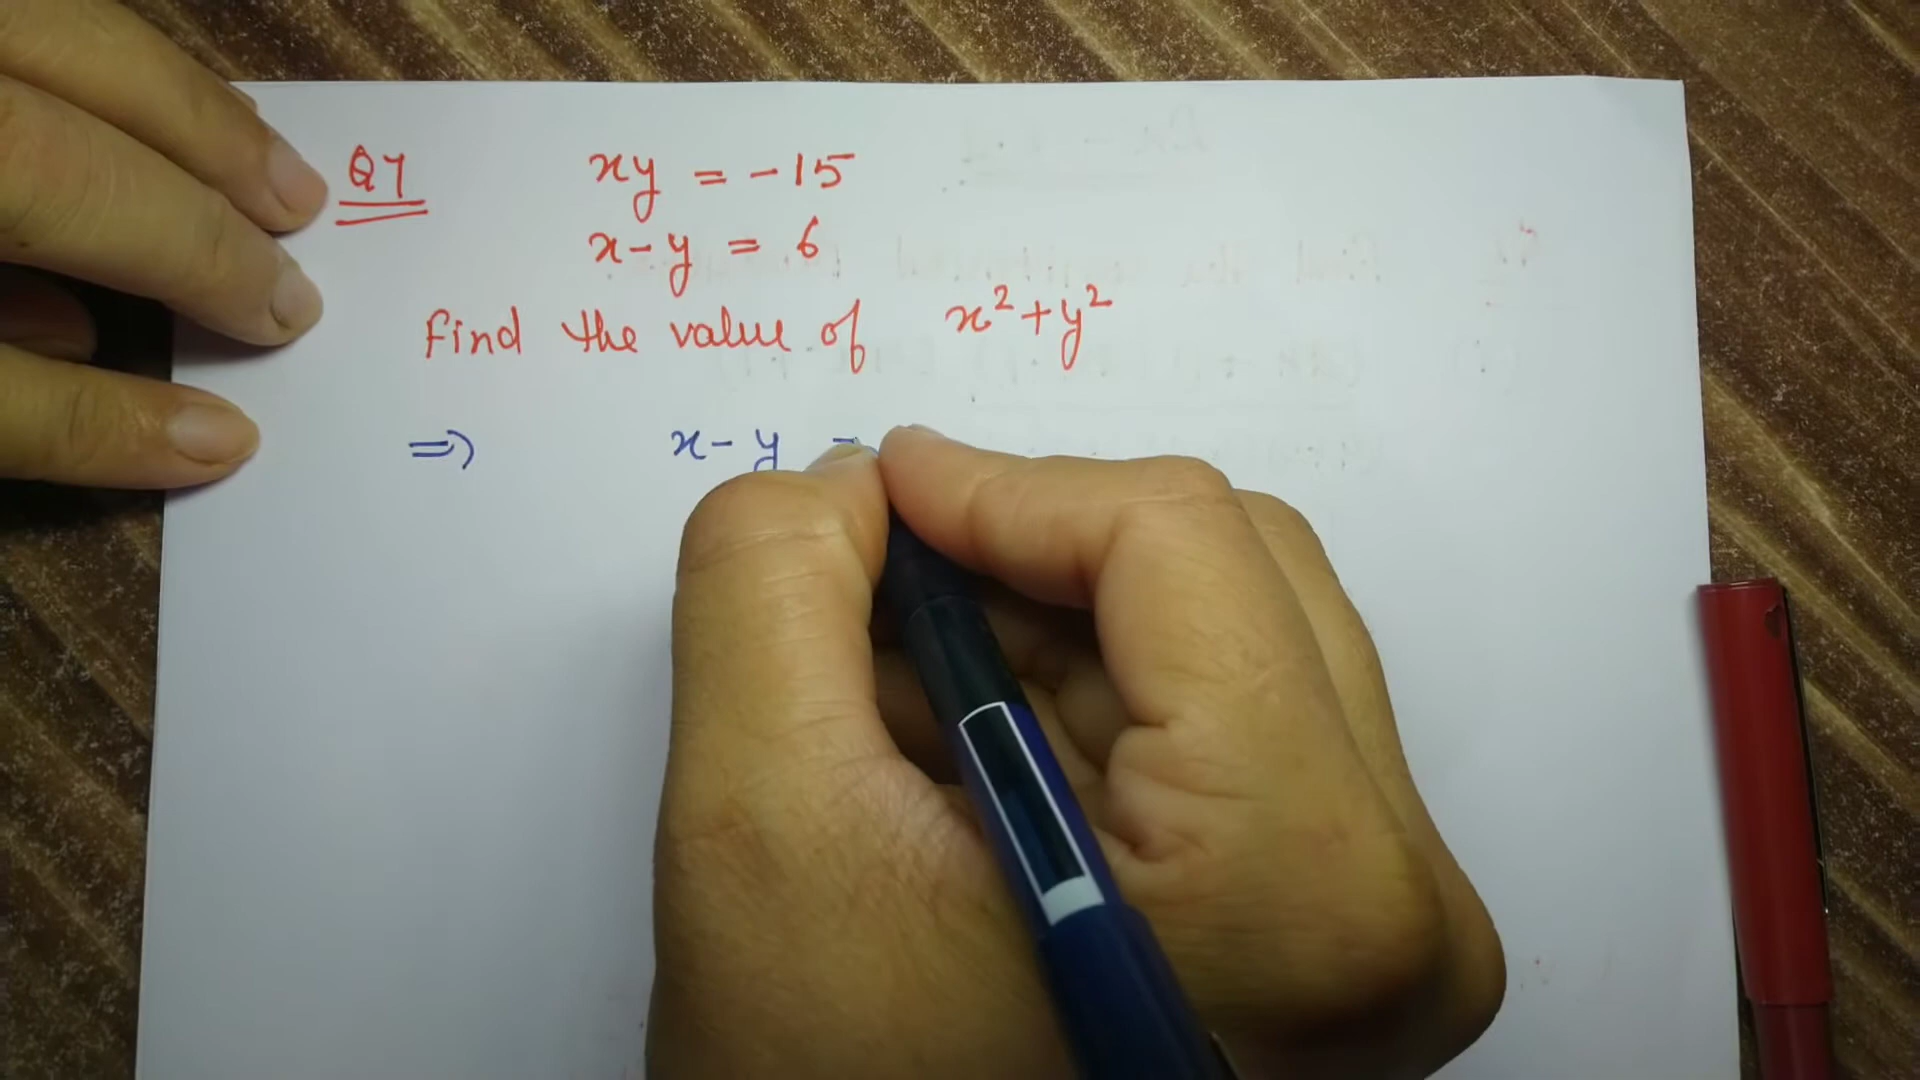 Q7 xy = -15
x-y = 6
Find the value of x²+y²
⇒ x-y =